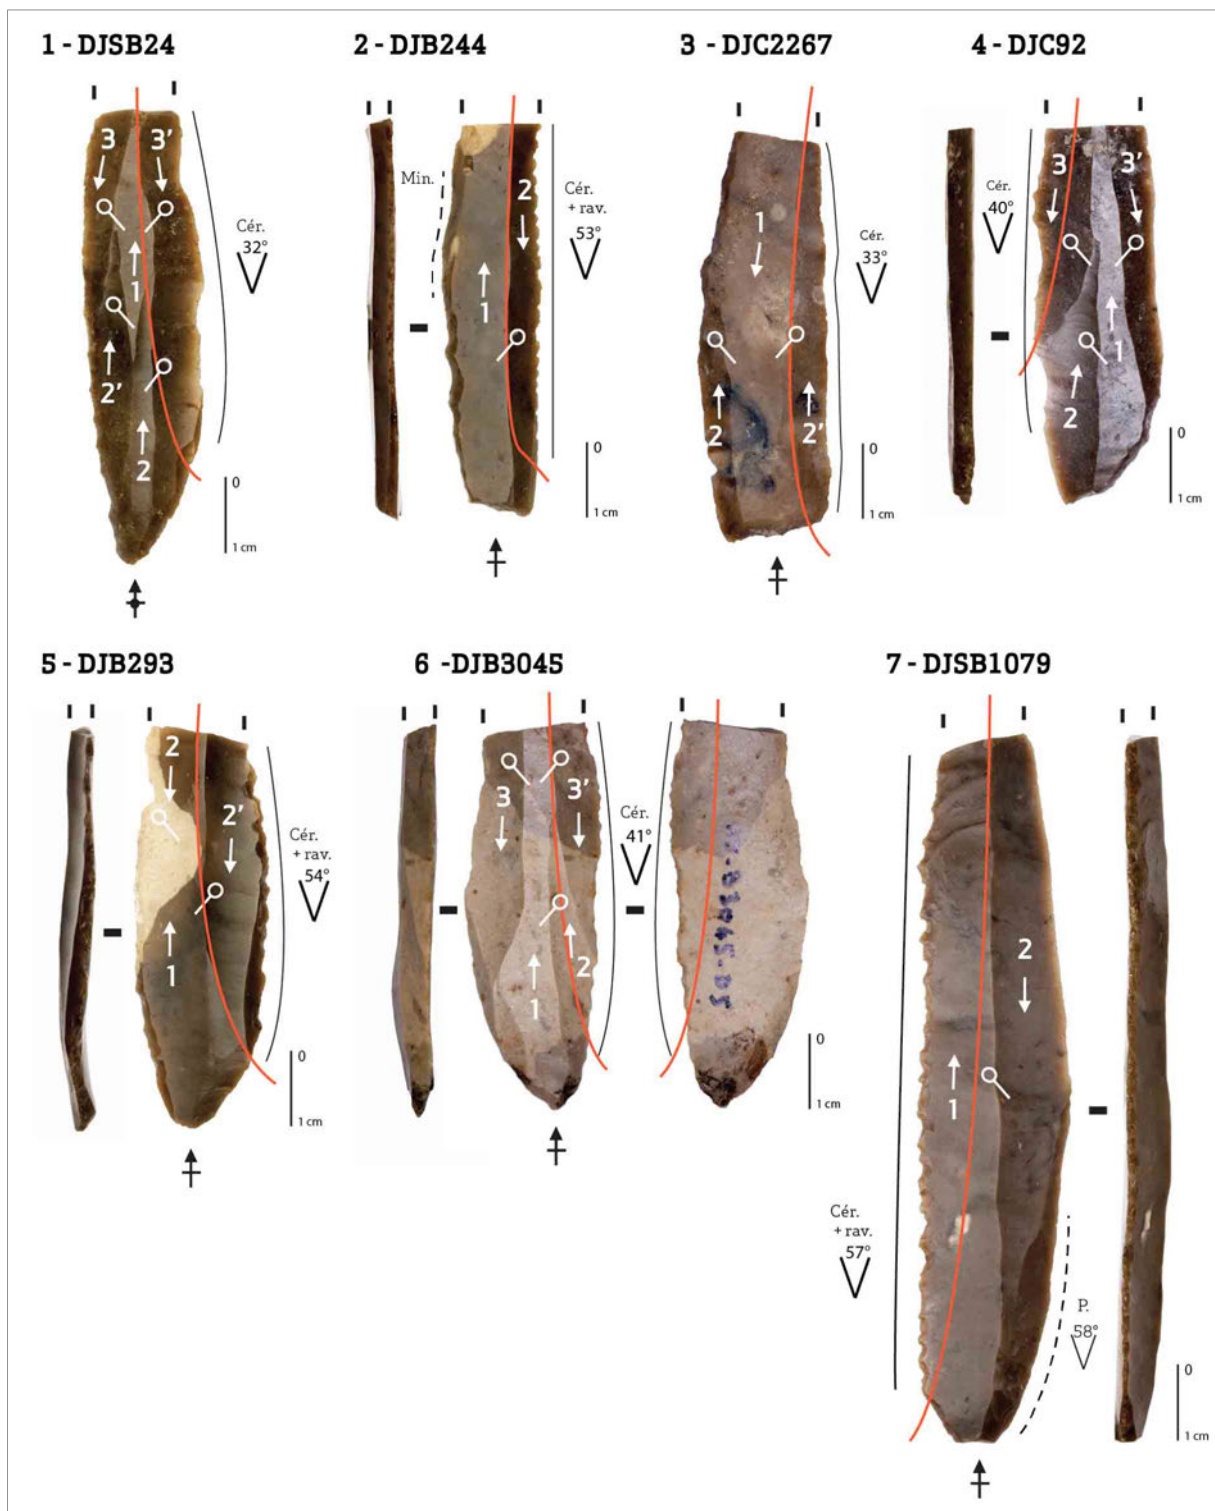 1 - DJSB24
2 - DJB244
3 - DJC2267
4 - DJC92
3
3'
1
2'
2
Cér.
32°
0
1 cm
Min.
2
1
Cér.
+ rav.
53°
0
1 cm
1
2
2'
Cér.
33°
0
1 cm
Cér.
40°
3
3'
1
2
0
1 cm
5 - DJB293
6 -DJB3045
7 - DJSB1079
2
2'
1
Cér.
+ rav.
54°
0
1 cm
3
3'
1
2
Cér.
41°
0
1 cm
2
1
Cér.
+ rav.
57°
P.
58°
0
1 cm